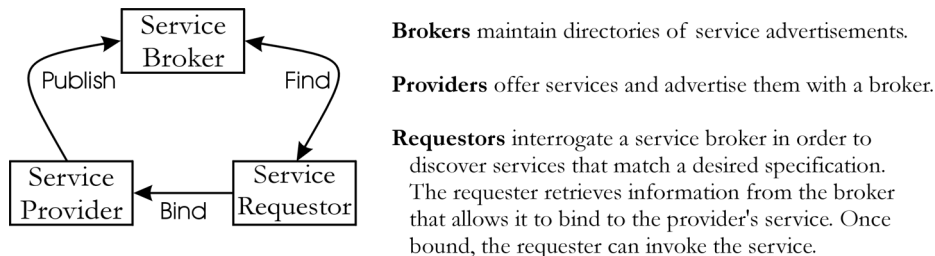 Service
Broker
Publish
Find
Service
Provider
Bind
Service
Requestor
Brokers maintain directories of service advertisements.
Providers offer services and advertise them with a broker.
Requestors interrogate a service broker in order to
discover services that match a desired specification.
The requester retrieves information from the broker
that allows it to bind to the provider's service. Once
bound, the requester can invoke the service.